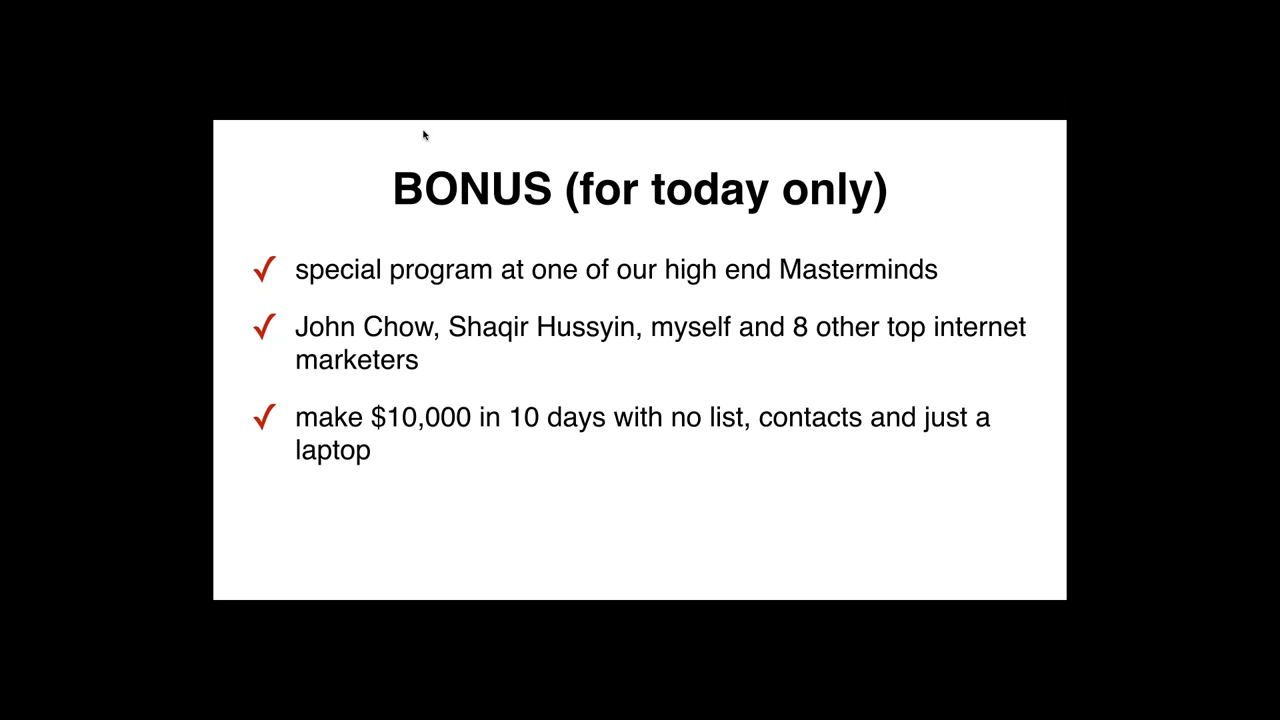 BONUS (for today only)
✓ special program at one of our high end Masterminds
✓ John Chow, Shaqir Hussyin, myself and 8 other top internet
marketers
✓ make $10,000 in 10 days with no list, contacts and just a
laptop